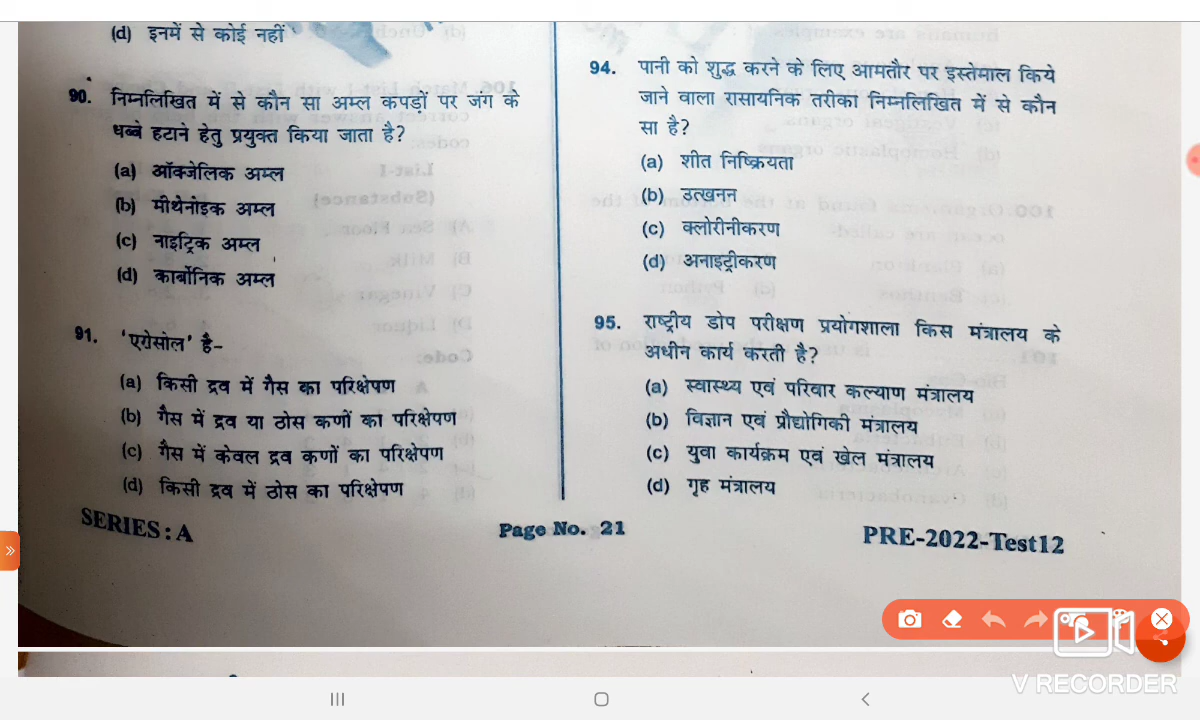 (d) इनमें से कोई नहीं
90. निम्नलिखित में से कौन सा अम्ल कपड़ों पर जंग के
धब्बे हटाने हेतु प्रयुक्त किया जाता है?
(a) ऑक्जेलिक अम्ल
(b) मीथेनोइक अम्ल
(c) नाइट्रिक अम्ल
(d) कार्बोनिक अम्ल
91. 'एग्रेसोल' है-
(a) किसी द्रव में गैस का परिक्षेपण
(b) गैस में द्रव या ठोस कणों का परिक्षेपण
(c) गैस में केवल द्रव कणों का परिक्षेपण
(d) किसी द्रव में ठोस का परिक्षेपण
94. पानी को शुद्ध करने के लिए आमतौर पर इस्तेमाल किये
जाने वाला रासायनिक तरीका निम्नलिखित में से कौन
सा है?
(a) शीत निष्क्रियता
(b) उत्खनन
(c) क्लोरीनीकरण
(d) अनाइट्रीकरण
95. राष्ट्रीय डोप परीक्षण प्रयोगशाला किस मंत्रालय के
अधीन कार्य करती है?
(a) स्वास्थ्य एवं परिवार कल्याण मंत्रालय
(b) विज्ञान एवं प्रौद्योगिकी मंत्रालय
(c) युवा कार्यक्रम एवं खेल मंत्रालय
(d) गृह मंत्रालय
SERIES : A
Page No. 21
PRE-2022-Test12
V RECORDER